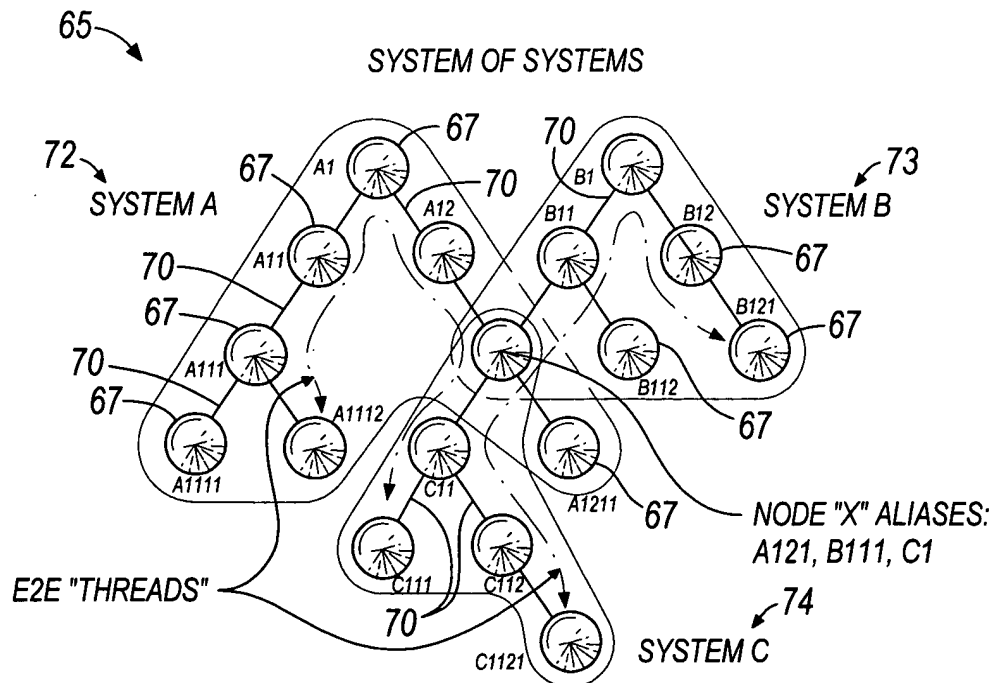 65
SYSTEM OF SYSTEMS
72
SYSTEM A
A1
67
67
70
A12
A11
70
67
A111
70
67
A1111
A1112
70
B1
73
SYSTEM B
B11
B12
67
B121
67
B112
67
A1211
67
NODE "X" ALIASES:
A121, B111, C1
C11
C111
C112
70
E2E "THREADS"
C1121
74
SYSTEM C